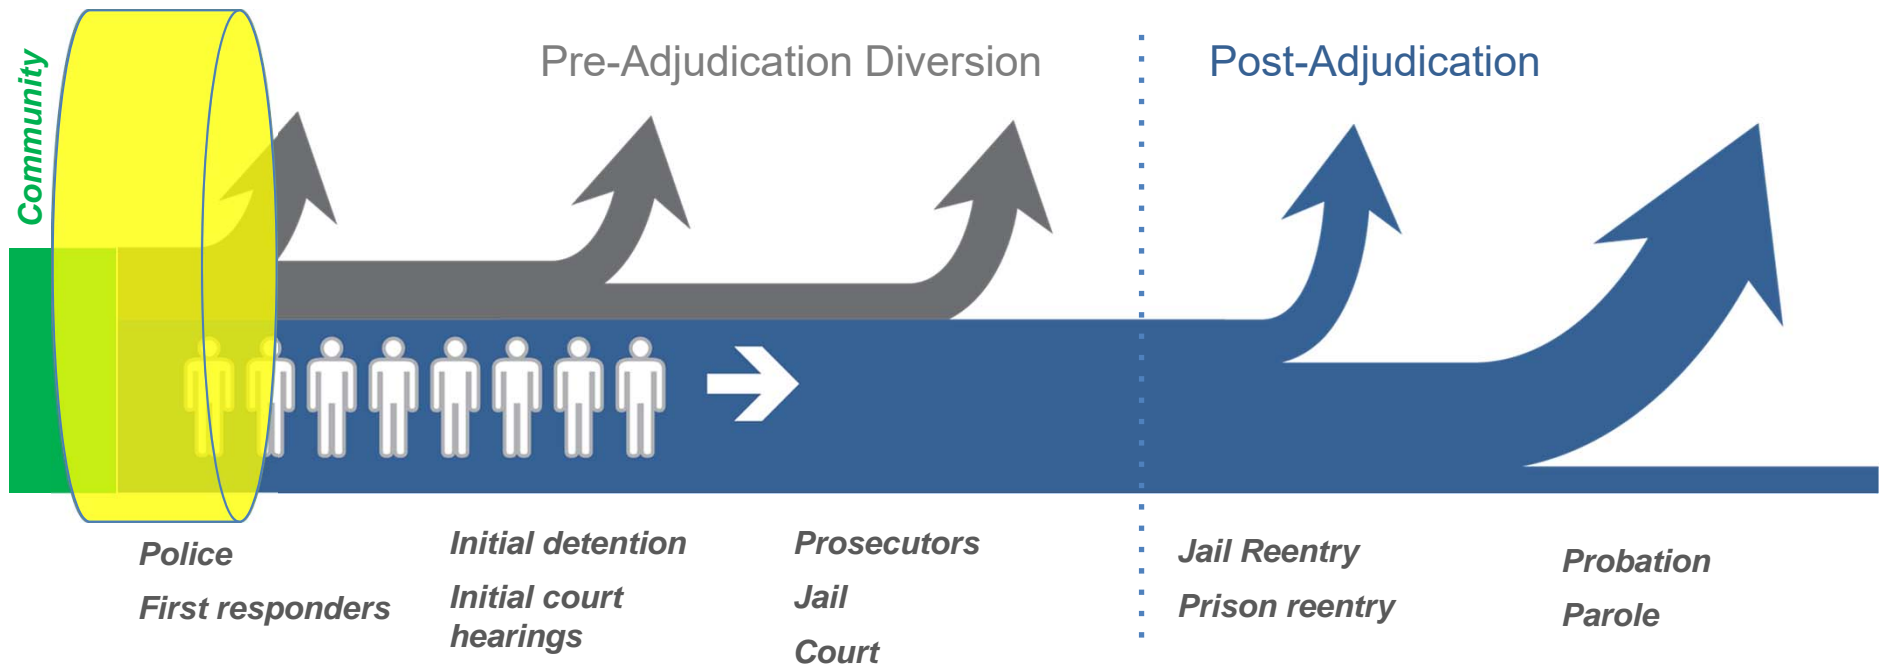 Community
Pre-Adjudication Diversion
Post-Adjudication
Police
First responders
Initial detention
Initial court
hearings
Prosecutors
Jail
Court
Jail Reentry
Prison reentry
Probation
Parole